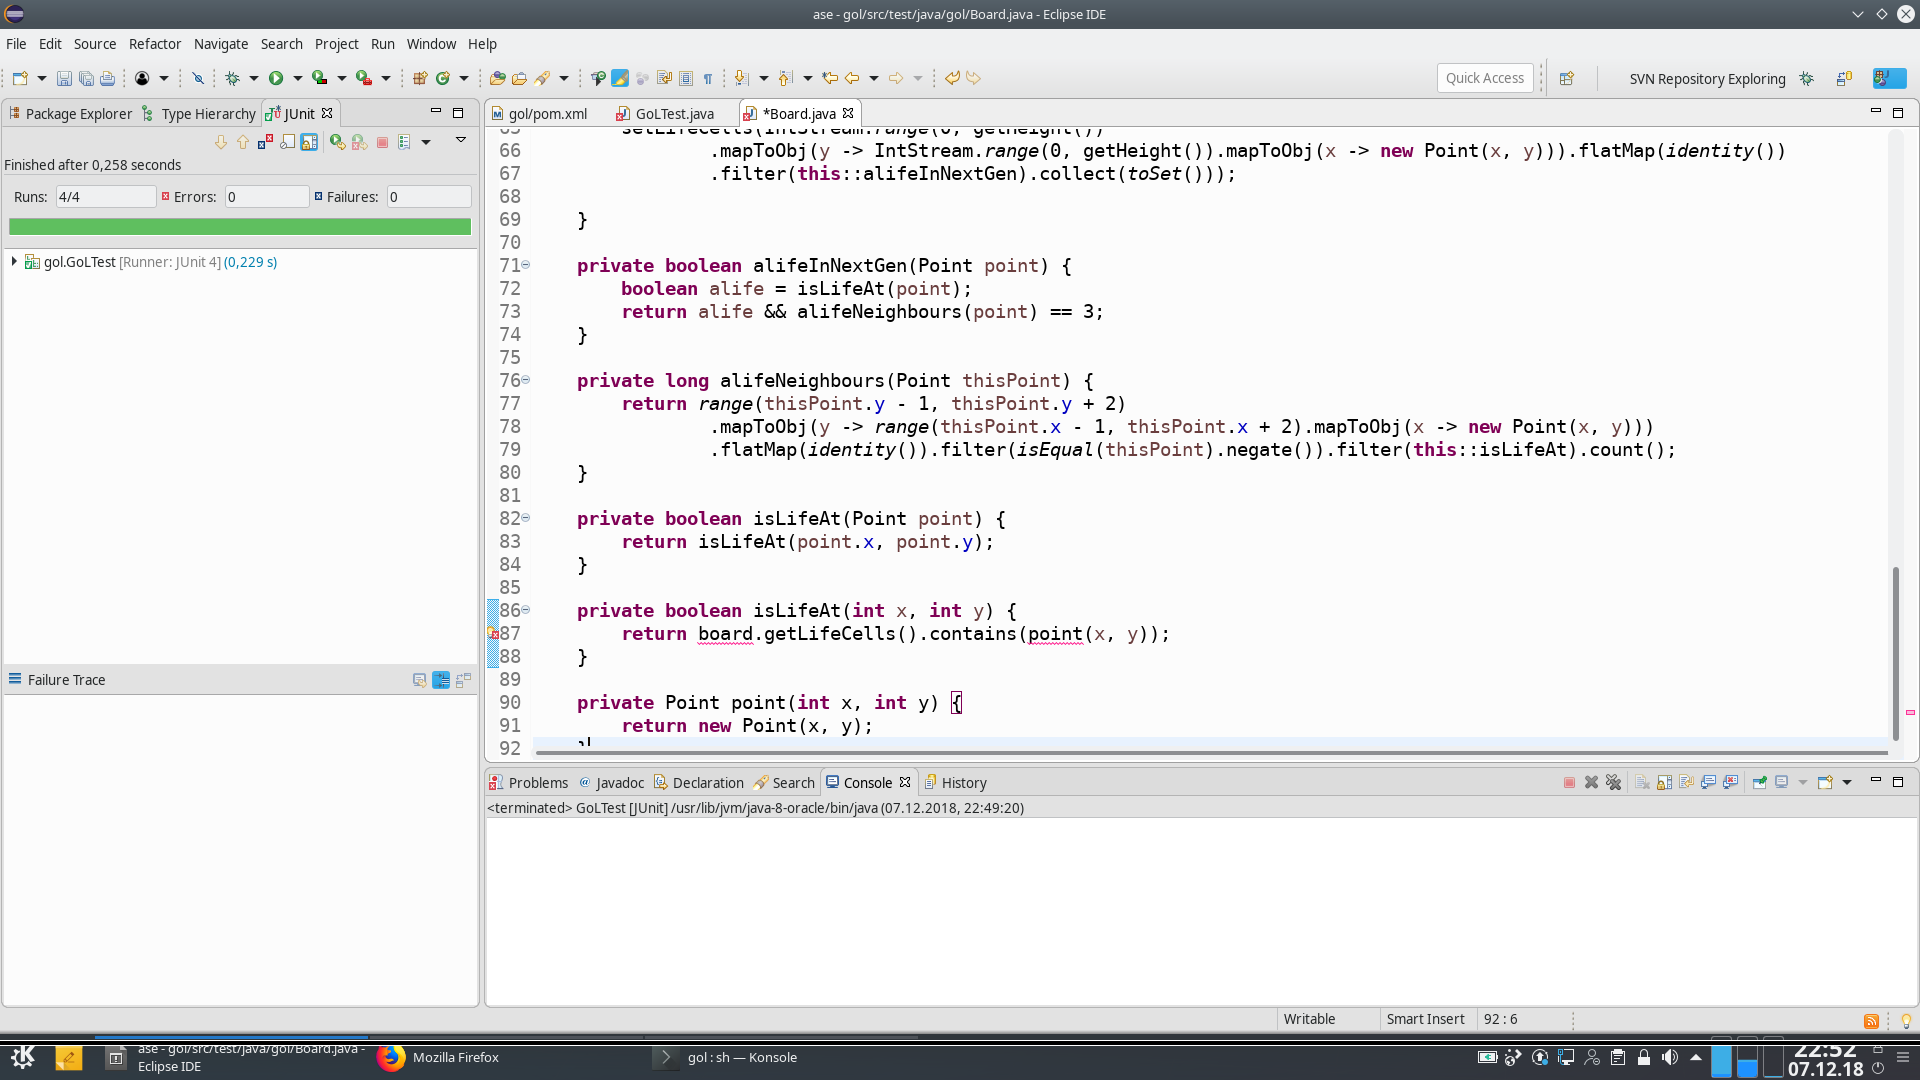 ase - gol/src/test/java/gol/Board.java - Eclipse IDE
File Edit Source Refactor Navigate Search Project Run Window Help
Quick Access
SVN Repository Exploring
Package Explorer Type Hierarchy JUnit
gol/pom.xml GoLTest.java *Board.java
Finished after 0,258 seconds
Runs: 4/4 Errors: 0 Failures: 0
gol.GoLTest [Runner: JUnit 4] (0,229 s)
Failure Trace
65 setLifeCells(IntStream.range(0, getHeight())
66 .mapToObj(y -> IntStream.range(0, getHeight()).mapToObj(x -> new Point(x, y))).flatMap(identity())
67 .filter(this::alifeInNextGen).collect(toSet()));
68
69 }
70
71 private boolean alifeInNextGen(Point point) {
72 boolean alife = isLifeAt(point);
73 return alife && alifeNeighbours(point) == 3;
74 }
75
76 private long alifeNeighbours(Point thisPoint) {
77 return range(thisPoint.y - 1, thisPoint.y + 2)
78 .mapToObj(y -> range(thisPoint.x - 1, thisPoint.x + 2).mapToObj(x -> new Point(x, y)))
79 .flatMap(identity()).filter(isEqual(thisPoint).negate()).filter(this::isLifeAt).count();
80 }
81
82 private boolean isLifeAt(Point point) {
83 return isLifeAt(point.x, point.y);
84 }
85
86 private boolean isLifeAt(int x, int y) {
87 return board.getLifeCells().contains(point(x, y));
88 }
89
90 private Point point(int x, int y) {
91 return new Point(x, y);
92 }
Problems Javadoc Declaration Search Console History
<terminated> GoLTest [JUnit] /usr/lib/jvm/java-8-oracle/bin/java (07.12.2018, 22:49:20)
Writable Smart Insert 92 : 6
ase - gol/src/test/java/gol/Board.java -
Eclipse IDE
Mozilla Firefox
gol : sh — Konsole
22:52
07.12.18